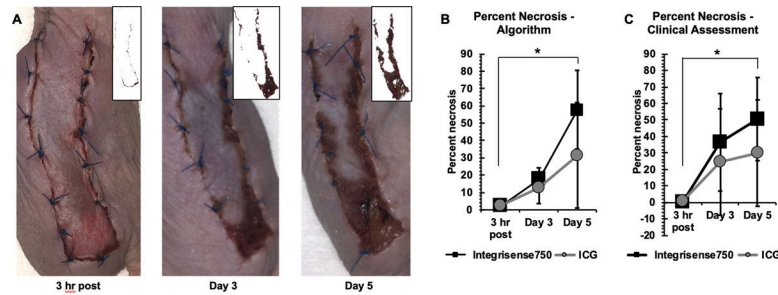 A
3 hr post
Day 3
Day 5
B
Percent Necrosis -
Algorithm
*
Percent necrosis
90
80
70
60
50
40
30
20
10
0
3 hr
post
Day 3
Day 5
Integrisense750
ICG
C
Percent Necrosis -
Clinical Assessment
*
Percent necrosis
90
80
70
60
50
40
30
20
10
0
-10
-20
3 hr
post
Day 3
Day 5
Integrisense750
ICG